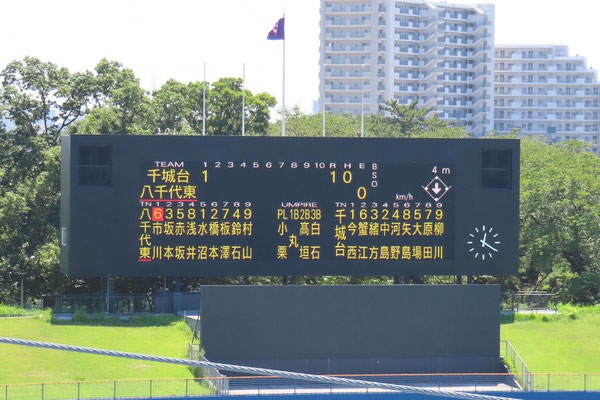 TEAM 1 2 3 4 5 6 7 8 9 10 R H E B S O
千城台 1 1 0 4 m
八千代東 0 km/h
TN 1 2 3 4 5 6 7 8 9 UMPIRE TN 1 2 3 4 5 6 7 8 9
八千代東 6 3 5 8 1 2 7 4 9 PL 1B 2B 3B 千城台 1 6 3 2 4 8 5 7 9
市 坂 赤 浅 水 橋 板 鈴 村 小 髙 白 今 蟹 緒 中 河 矢 大 原 柳
丸
川 本 坂 井 沼 本 澤 石 山 栗 垣 石 西 江 方 島 野 島 場 田 川